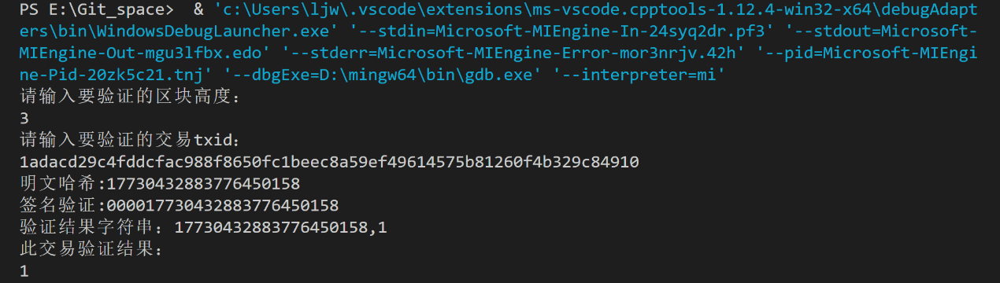 PS E:\Git_space>  & 'c:\Users\ljw\.vscode\extensions\ms-vscode.cpptools-1.12.4-win32-x64\debugAdapt
ers\bin\WindowsDebugLauncher.exe' '--stdin=Microsoft-MIEngine-In-24syq2dr.pf3' '--stdout=Microsoft-
MIEngine-Out-mgu3lfbx.edo' '--stderr=Microsoft-MIEngine-Error-mor3nrjv.42h' '--pid=Microsoft-MIEngi
ne-Pid-20zk5c21.tnj' '--dbgExe=D:\mingw64\bin\gdb.exe' '--interpreter=mi'
请输入要验证的区块高度：
3
请输入要验证的交易txid：
1adacd29c4fddcfac988f8650fc1beec8a59ef49614575b81260f4b329c84910
明文哈希:17730432883776450158
签名验证:000017730432883776450158
验证结果字符串：17730432883776450158,1
此交易验证结果：
1